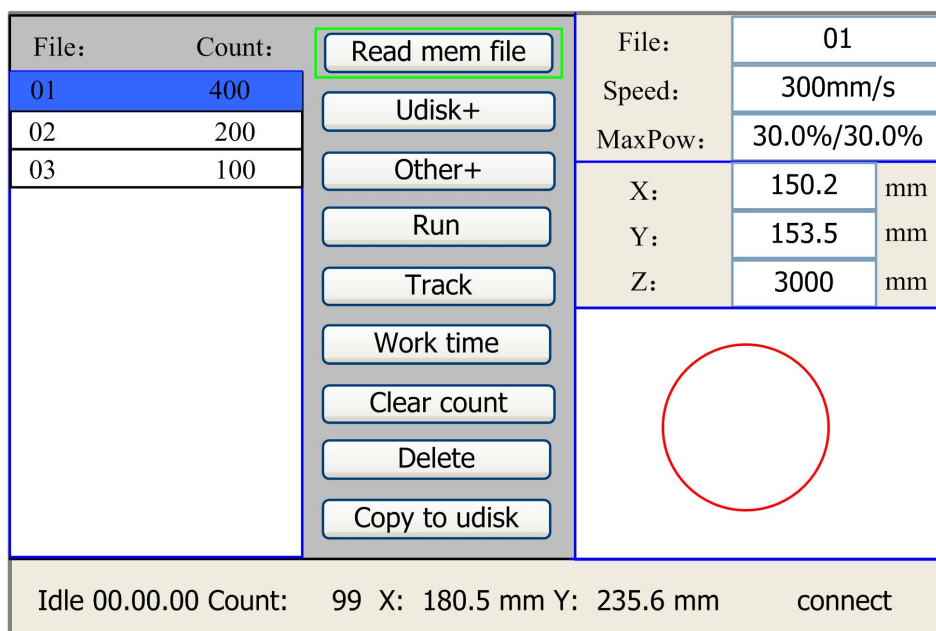 File： Count：
01 400
02 200
03 100
Read mem file
Udisk+
Other+
Run
Track
Work time
Clear count
Delete
Copy to udisk
File： 01
Speed： 300mm/s
MaxPow： 30.0%/30.0%
X： 150.2 mm
Y： 153.5 mm
Z： 3000 mm
Idle 00.00.00 Count: 99 X: 180.5 mm Y: 235.6 mm connect